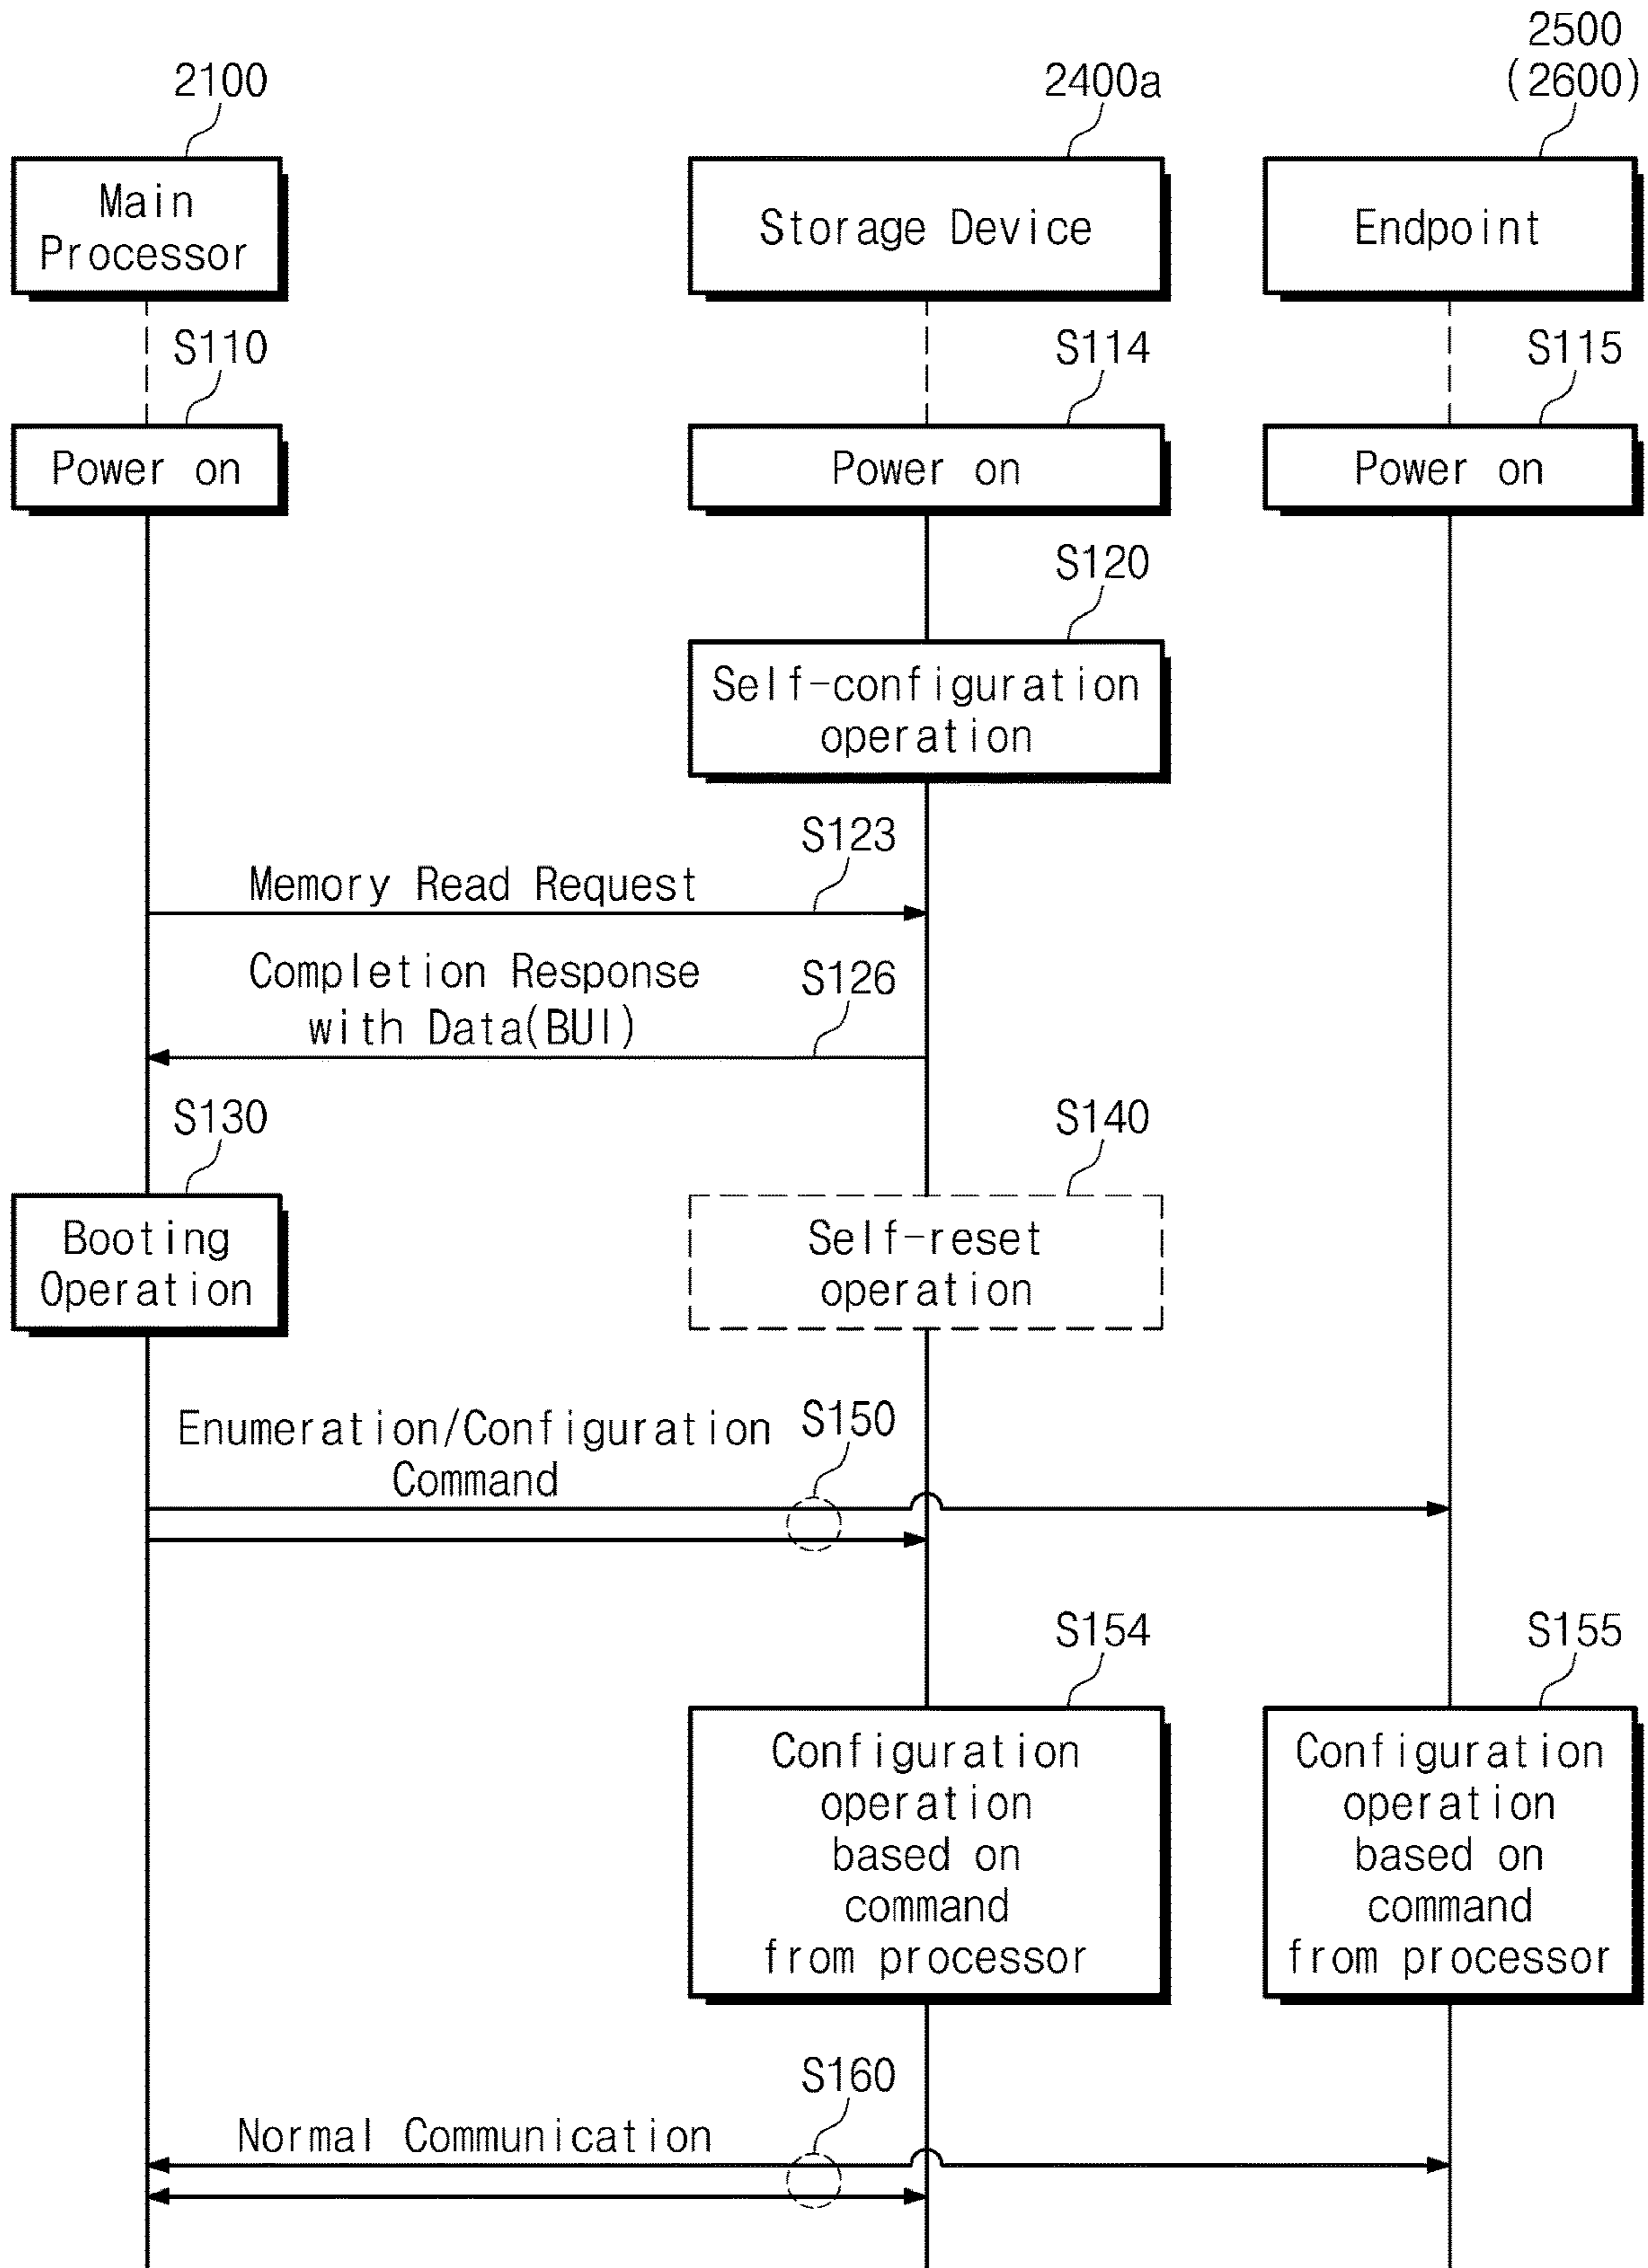 2100
2400a
2500
(2600)
Main
Processor
Storage Device
Endpoint
S110
S114
S115
Power on
Power on
Power on
S120
Self-configuration
operation
S123
Memory Read Request
Completion Response
with Data(BUI)
S126
S130
S140
Booting
Operation
Self-reset
operation
Enumeration/Configuration
Command
S150
S154
S155
Configuration
operation
based on
command
from processor
Configuration
operation
based on
command
from processor
S160
Normal Communication